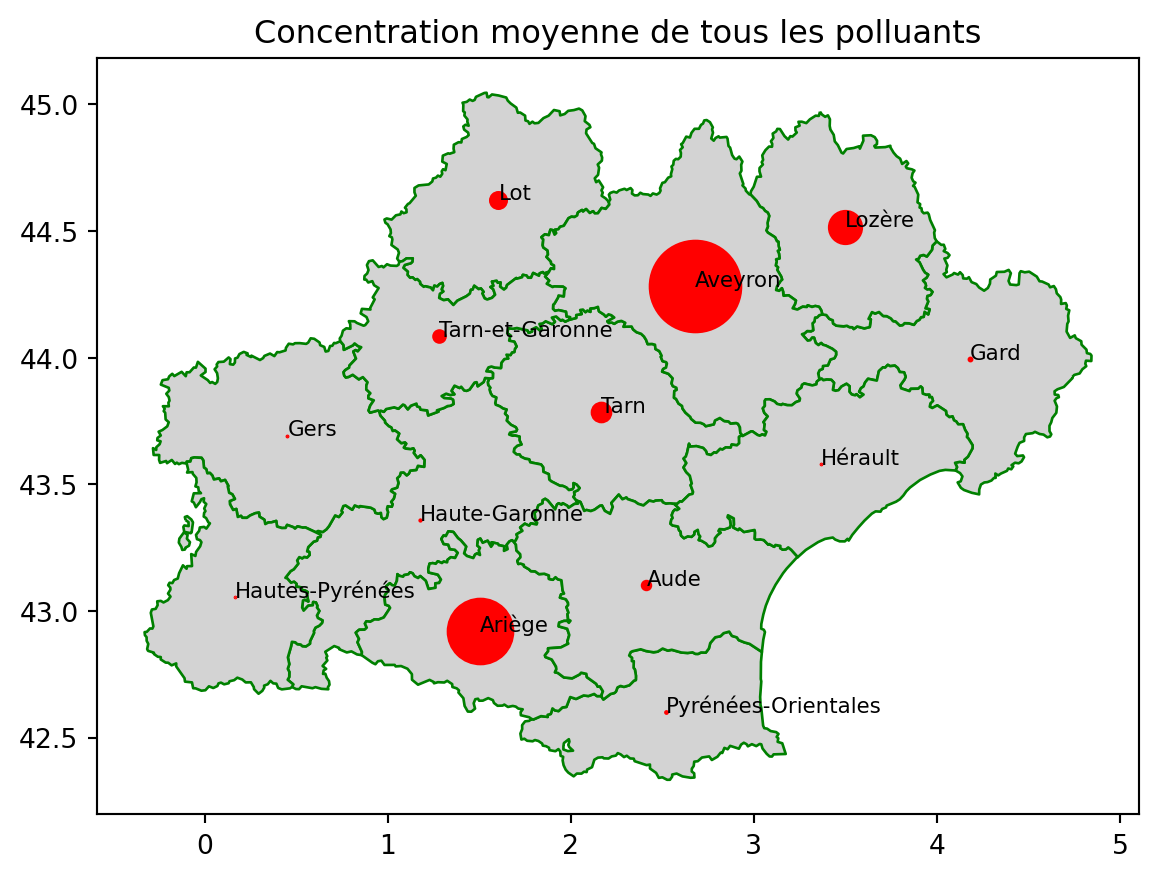 Concentration moyenne de tous les polluants
45.0
44.5
44.0
43.5
43.0
42.5
Lot
Lozère
Aveyron
Tarn-et-Garonne
Gard
Tarn
Gers
Hérault
Haute-Garonne
Aude
Hautes-Pyrénées
Ariège
Pyrénées-Orientales
0 1 2 3 4 5